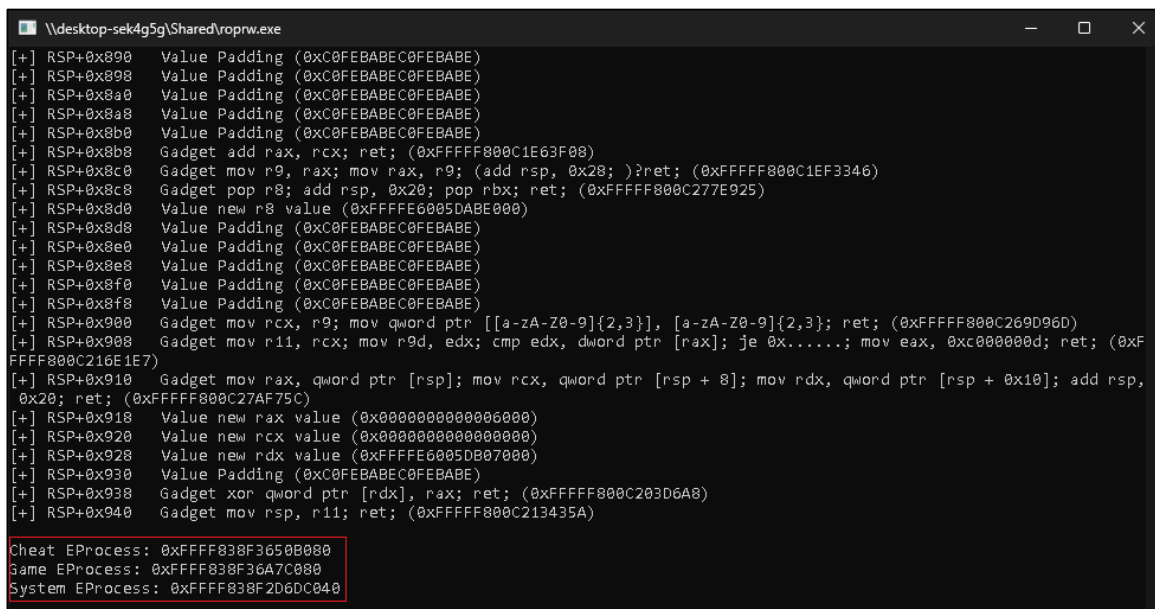 \\desktop-sek4g5g\Shared\roprw.exe
[+] RSP+0x890   Value Padding (0xC0FEBABEC0FEBABE)
[+] RSP+0x898   Value Padding (0xC0FEBABEC0FEBABE)
[+] RSP+0x8a0   Value Padding (0xC0FEBABEC0FEBABE)
[+] RSP+0x8a8   Value Padding (0xC0FEBABEC0FEBABE)
[+] RSP+0x8b0   Value Padding (0xC0FEBABEC0FEBABE)
[+] RSP+0x8b8   Gadget add rax, rcx; ret; (0xFFFFF800C1E63F08)
[+] RSP+0x8c0   Gadget mov r9, rax; mov rax, r9; (add rsp, 0x28; )?ret; (0xFFFFF800C1EF3346)
[+] RSP+0x8c8   Gadget pop r8; add rsp, 0x20; pop rbx; ret; (0xFFFFF800C277E925)
[+] RSP+0x8d0   Value new r8 value (0xFFFFE6005DABE000)
[+] RSP+0x8d8   Value Padding (0xC0FEBABEC0FEBABE)
[+] RSP+0x8e0   Value Padding (0xC0FEBABEC0FEBABE)
[+] RSP+0x8e8   Value Padding (0xC0FEBABEC0FEBABE)
[+] RSP+0x8f0   Value Padding (0xC0FEBABEC0FEBABE)
[+] RSP+0x8f8   Value Padding (0xC0FEBABEC0FEBABE)
[+] RSP+0x900   Gadget mov rcx, r9; mov qword ptr [[a-zA-Z0-9]{2,3}], [a-zA-Z0-9]{2,3}; ret; (0xFFFFF800C269D96D)
[+] RSP+0x908   Gadget mov r11, rcx; mov r9d, edx; cmp edx, dword ptr [rax]; je 0x......; mov eax, 0xc000000d; ret; (0xF
FFFF800C216E1E7)
[+] RSP+0x910   Gadget mov rax, qword ptr [rsp]; mov rcx, qword ptr [rsp + 8]; mov rdx, qword ptr [rsp + 0x10]; add rsp,
 0x20; ret; (0xFFFFF800C27AF75C)
[+] RSP+0x918   Value new rax value (0x0000000000006000)
[+] RSP+0x920   Value new rcx value (0x0000000000000000)
[+] RSP+0x928   Value new rdx value (0xFFFFE6005DB07000)
[+] RSP+0x930   Value Padding (0xC0FEBABEC0FEBABE)
[+] RSP+0x938   Gadget xor qword ptr [rdx], rax; ret; (0xFFFFF800C203D6A8)
[+] RSP+0x940   Gadget mov rsp, r11; ret; (0xFFFFF800C213435A)
Cheat EProcess: 0xFFFF838F3650B080
Game EProcess: 0xFFFF838F36A7C080
System EProcess: 0xFFFF838F2D6DC040